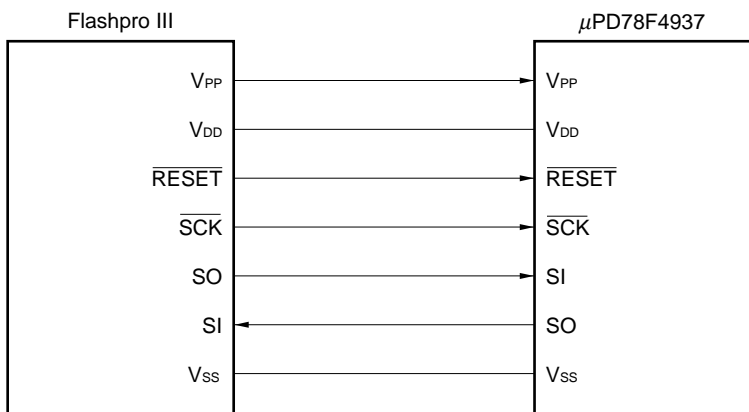 Flashpro III μPD78F4937
VPP VPP
VDD VDD
RESET RESET
SCK SCK
SO SI
SI SO
VSS VSS